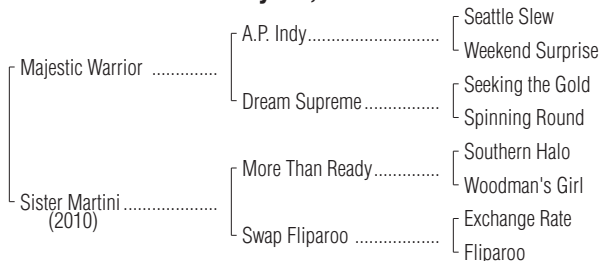 Seattle Slew
A.P. Indy..........................
Weekend Surprise
Majestic Warrior ..............
Seeking the Gold
Dream Supreme................
Spinning Round
Southern Halo
More Than Ready..............
Woodman's Girl
Sister Martini....................
(2010)
Exchange Rate
Swap Fliparoo ..................
Fliparoo